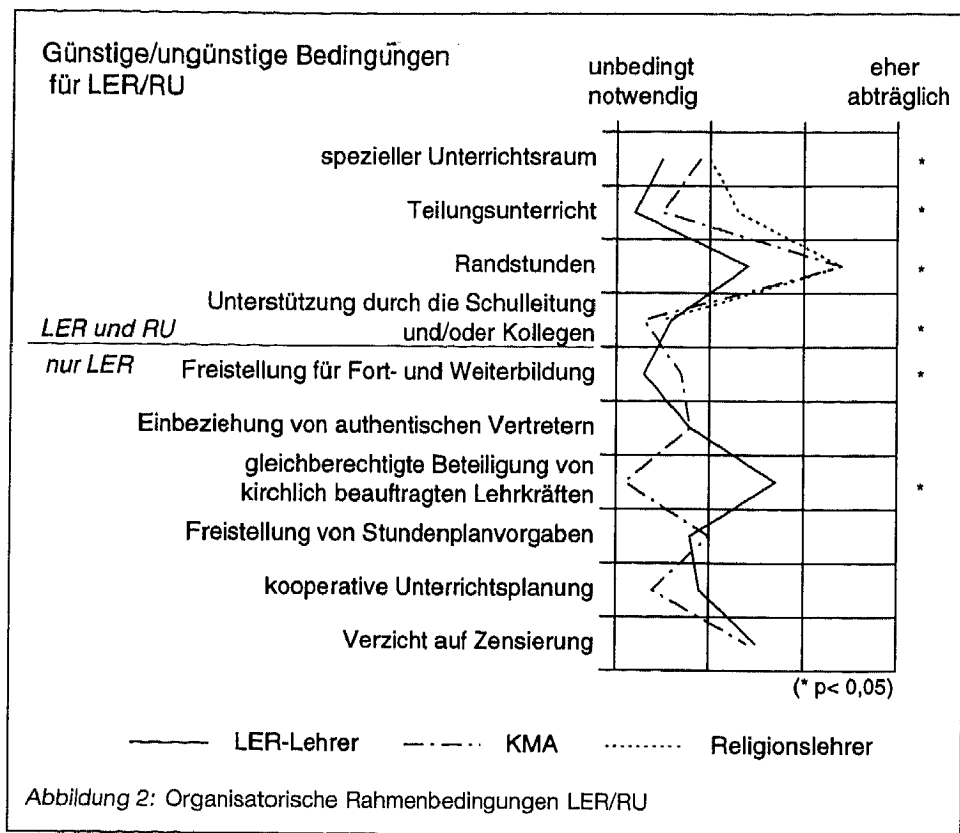 Günstige/ungünstige Bedingungen
für LER/RU
unbedingt
notwendig
eher
abträglich
spezieller Unterrichtsraum *
Teilungsunterricht *
Randstunden *
Unterstützung durch die Schulleitung
und/oder Kollegen *
LER und RU
nur LER
Freistellung für Fort- und Weiterbildung *
Einbeziehung von authentischen Vertretern
gleichberechtigte Beteiligung von
kirchlich beauftragten Lehrkräften *
Freistellung von Stundenplanvorgaben
kooperative Unterrichtsplanung
Verzicht auf Zensierung
(* p< 0,05)
LER-Lehrer KMA Religionslehrer
Abbildung 2: Organisatorische Rahmenbedingungen LER/RU